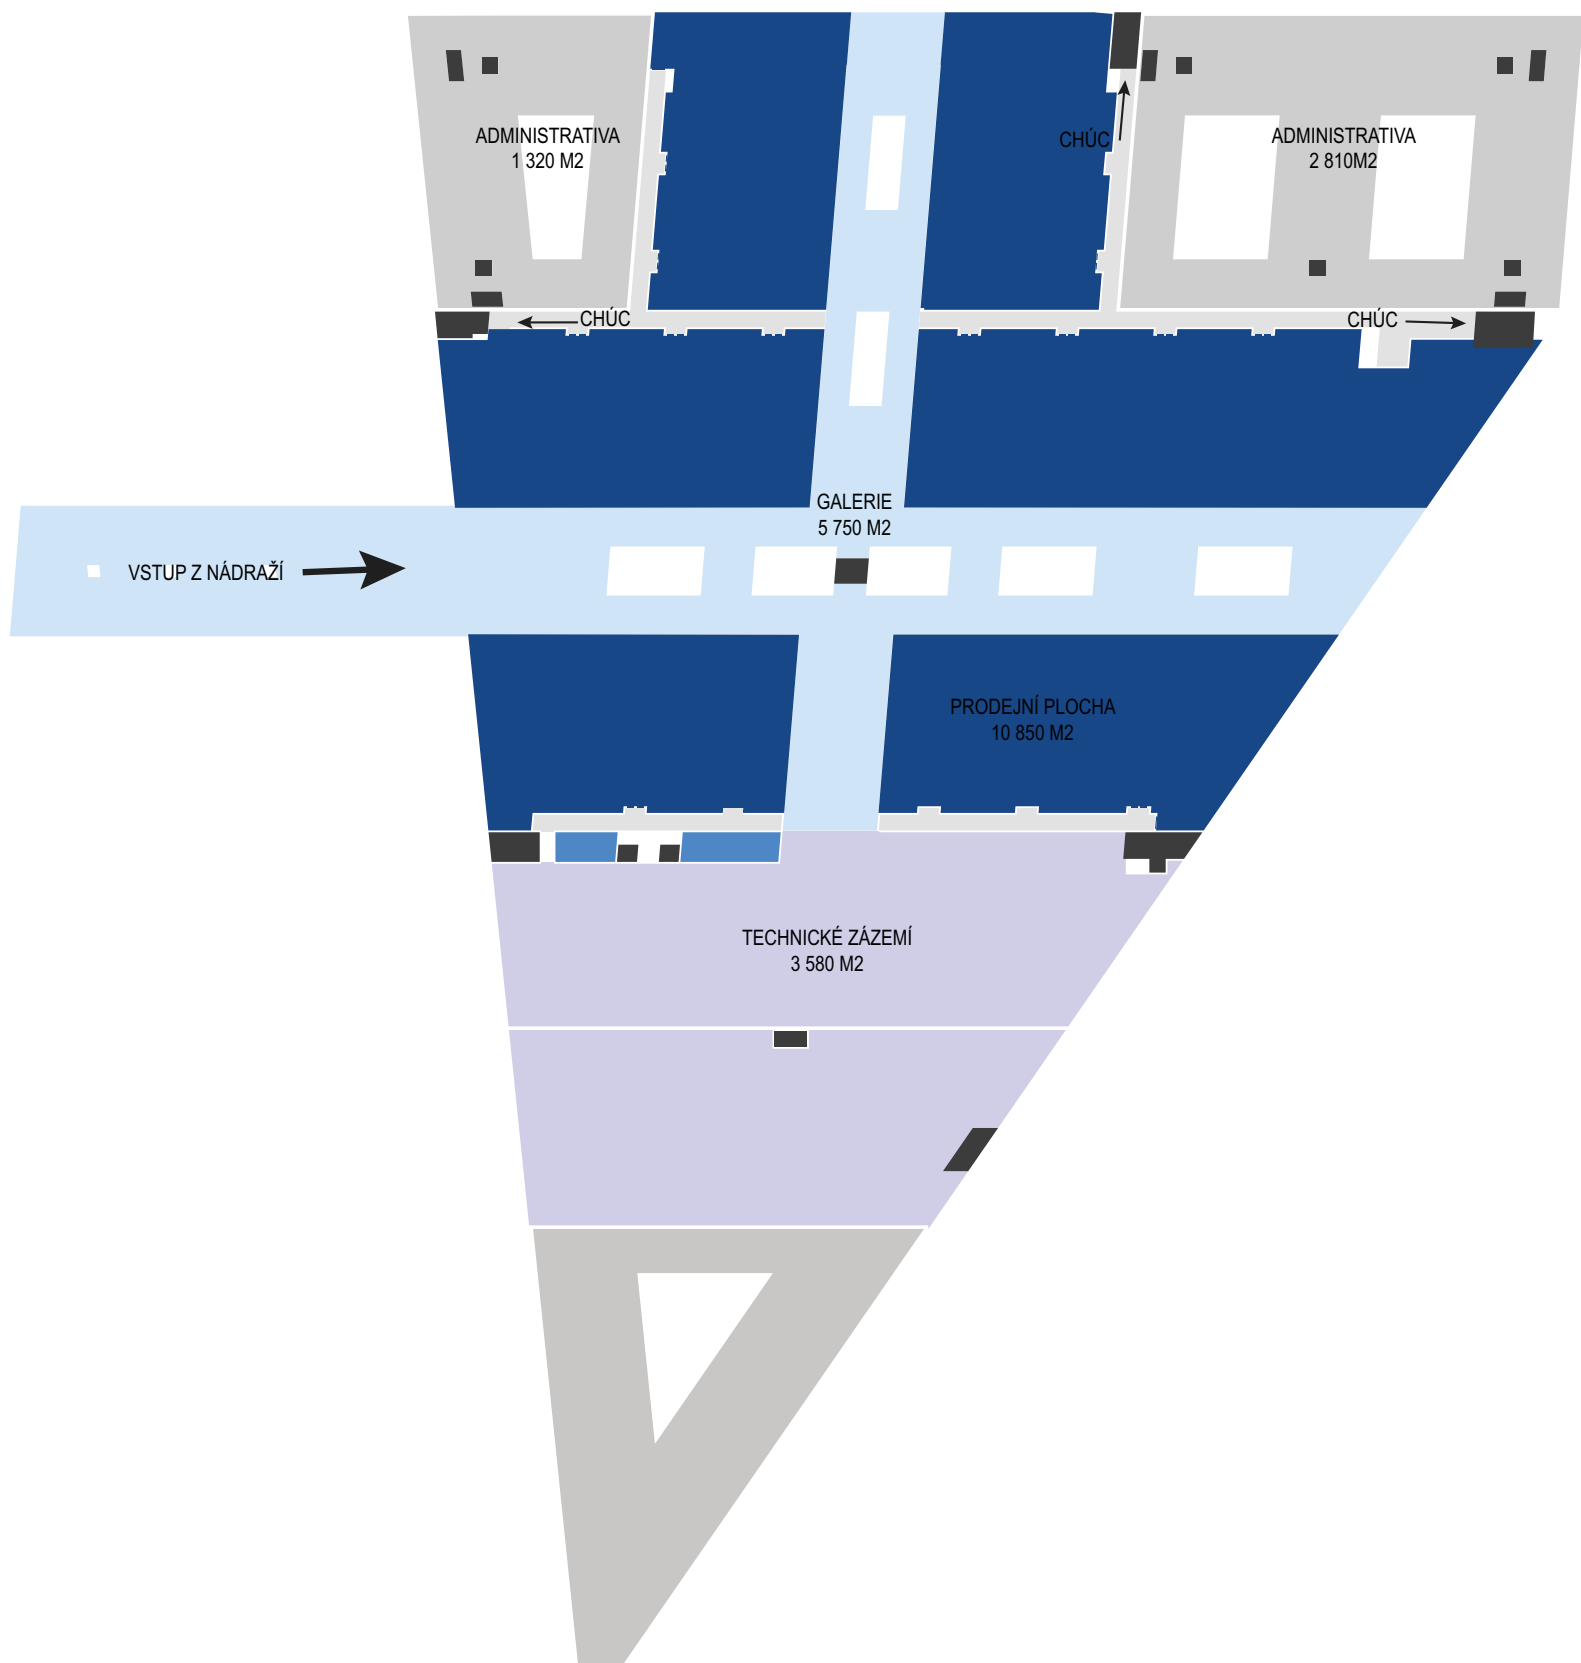 ADMINISTRATIVA
1 320 M2
CHÚC
ADMINISTRATIVA
2 810M2
CHÚC
CHÚC
GALERIE
5 750 M2
VSTUP Z NÁDRAŽÍ
PRODEJNÍ PLOCHA
10 850 M2
TECHNICKÉ ZÁZEMÍ
3 580 M2